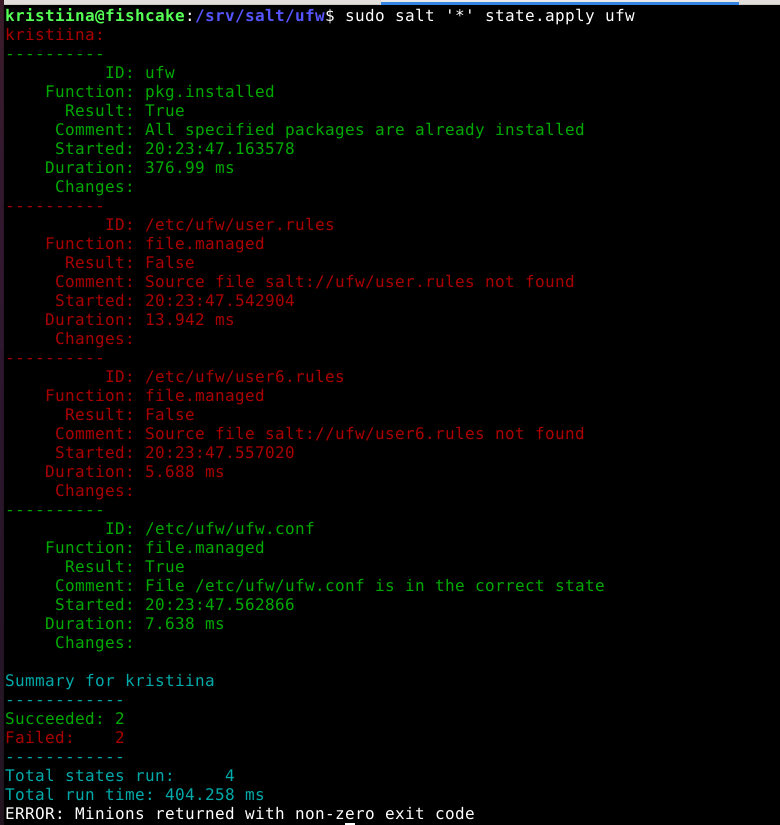 kristiina@fishcake:/srv/salt/ufw$ sudo salt '*' state.apply ufw
kristiina:
----------
          ID: ufw
    Function: pkg.installed
      Result: True
     Comment: All specified packages are already installed
     Started: 20:23:47.163578
    Duration: 376.99 ms
     Changes:
----------
          ID: /etc/ufw/user.rules
    Function: file.managed
      Result: False
     Comment: Source file salt://ufw/user.rules not found
     Started: 20:23:47.542904
    Duration: 13.942 ms
     Changes:
----------
          ID: /etc/ufw/user6.rules
    Function: file.managed
      Result: False
     Comment: Source file salt://ufw/user6.rules not found
     Started: 20:23:47.557020
    Duration: 5.688 ms
     Changes:
----------
          ID: /etc/ufw/ufw.conf
    Function: file.managed
      Result: True
     Comment: File /etc/ufw/ufw.conf is in the correct state
     Started: 20:23:47.562866
    Duration: 7.638 ms
     Changes:

Summary for kristiina
------------
Succeeded: 2
Failed:    2
------------
Total states run:     4
Total run time: 404.258 ms
ERROR: Minions returned with non-zero exit code